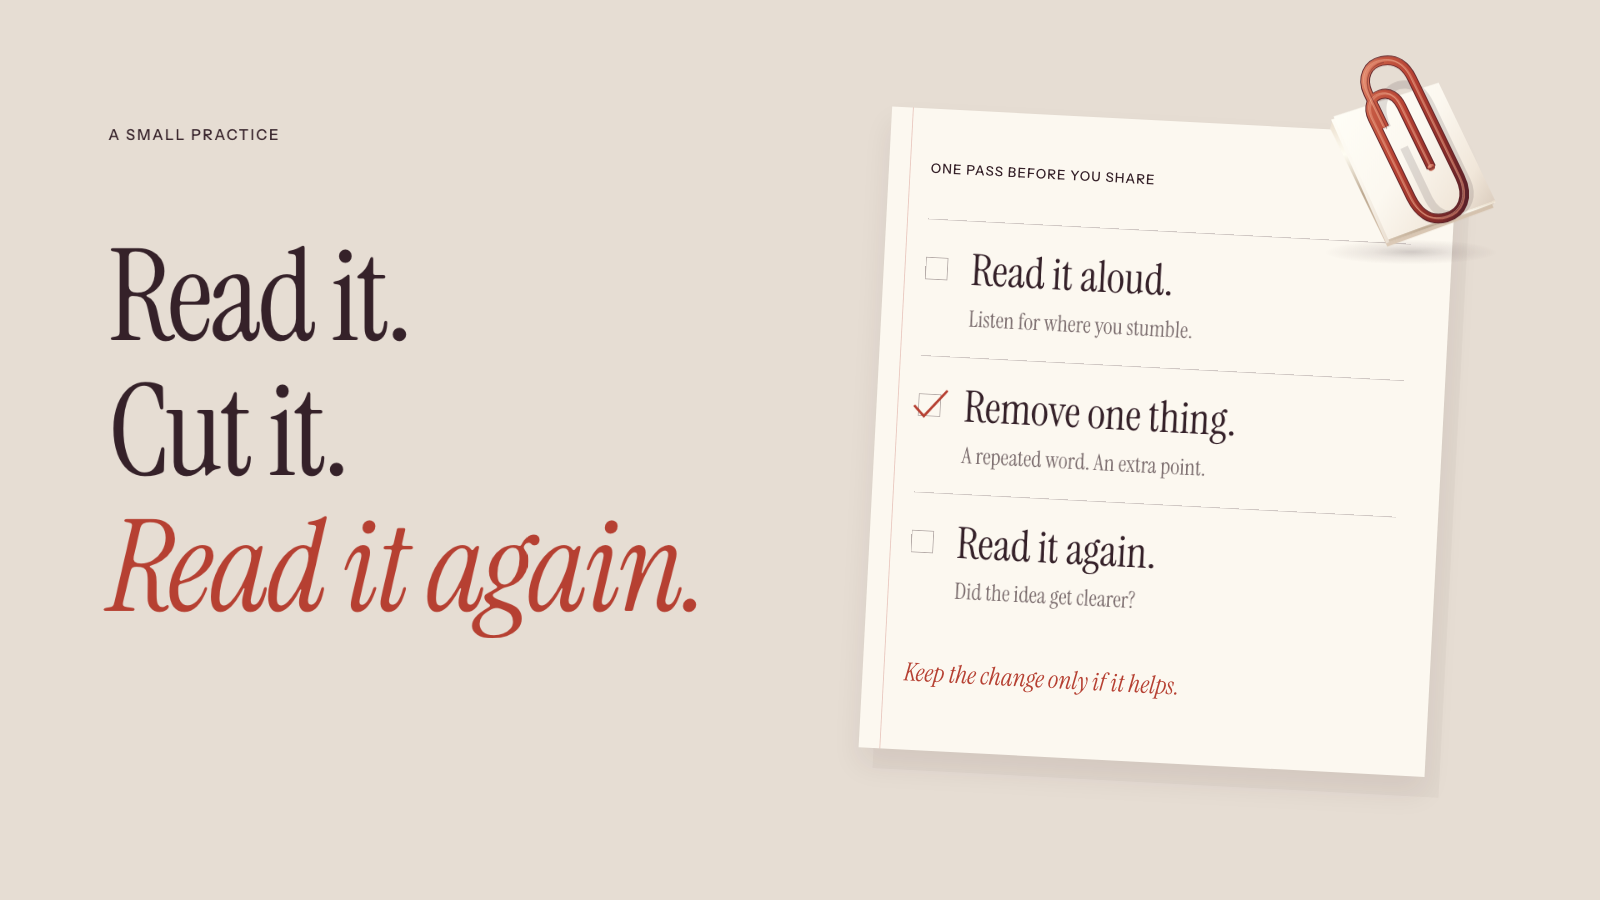 A SMALL PRACTICE
Read it.
Cut it.
Read it again.
ONE PASS BEFORE YOU SHARE
Read it aloud.
Listen for where you stumble.
Remove one thing.
A repeated word. An extra point.
Read it again.
Did the idea get clearer?
Keep the change only if it helps.